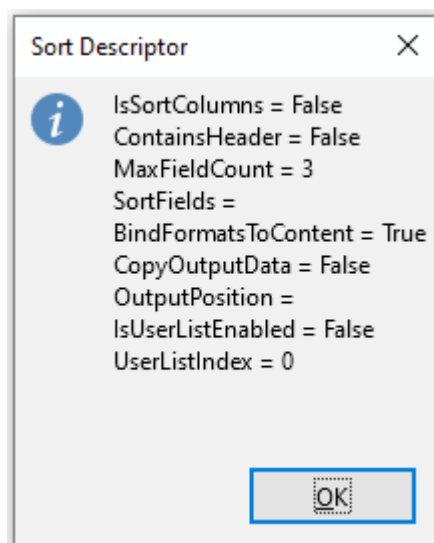 Sort Descriptor
IsSortColumns = False
ContainsHeader = False
MaxFieldCount = 3
SortFields =
BindFormatsToContent = True
CopyOutputData = False
OutputPosition =
IsUserListEnabled = False
UserListIndex = 0
OK